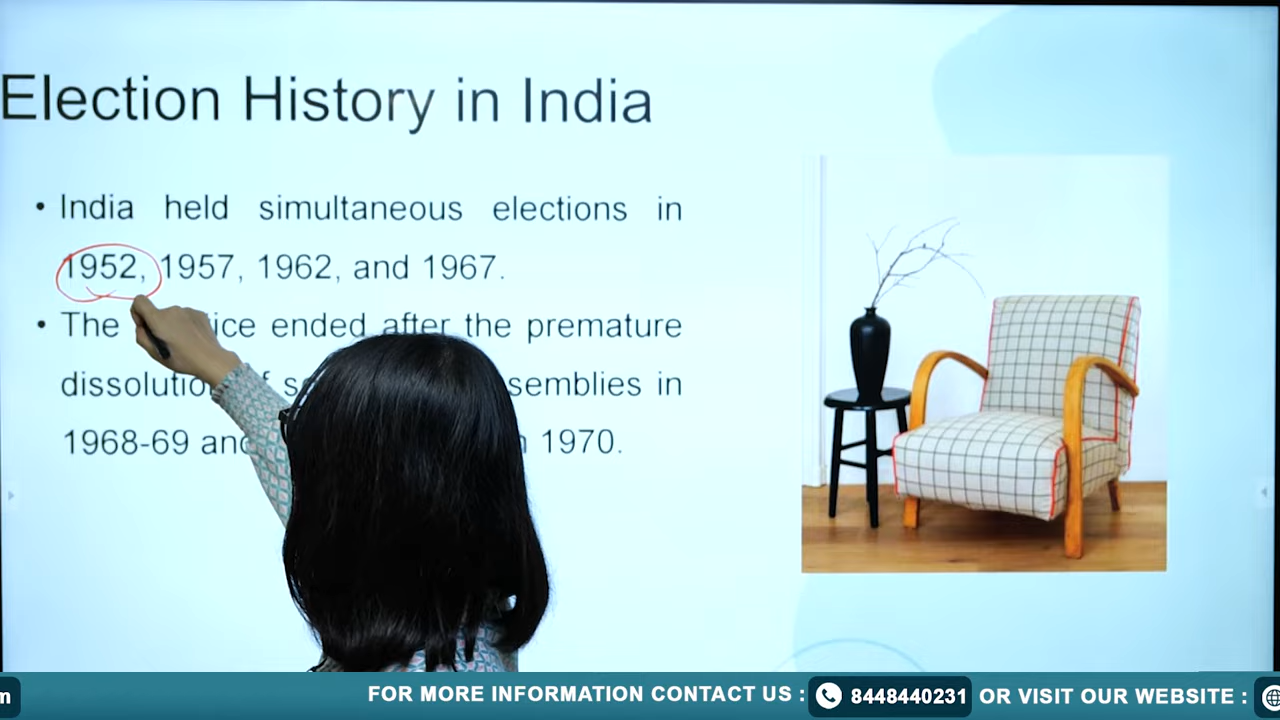 Election History in India
• India held simultaneous elections in
1952, 1957, 1962, and 1967.
• The ice ended after the premature
dissolutio f s semblies in
1968-69 and 1970.
FOR MORE INFORMATION CONTACT US : 8448440231 OR VISIT OUR WEBSITE :